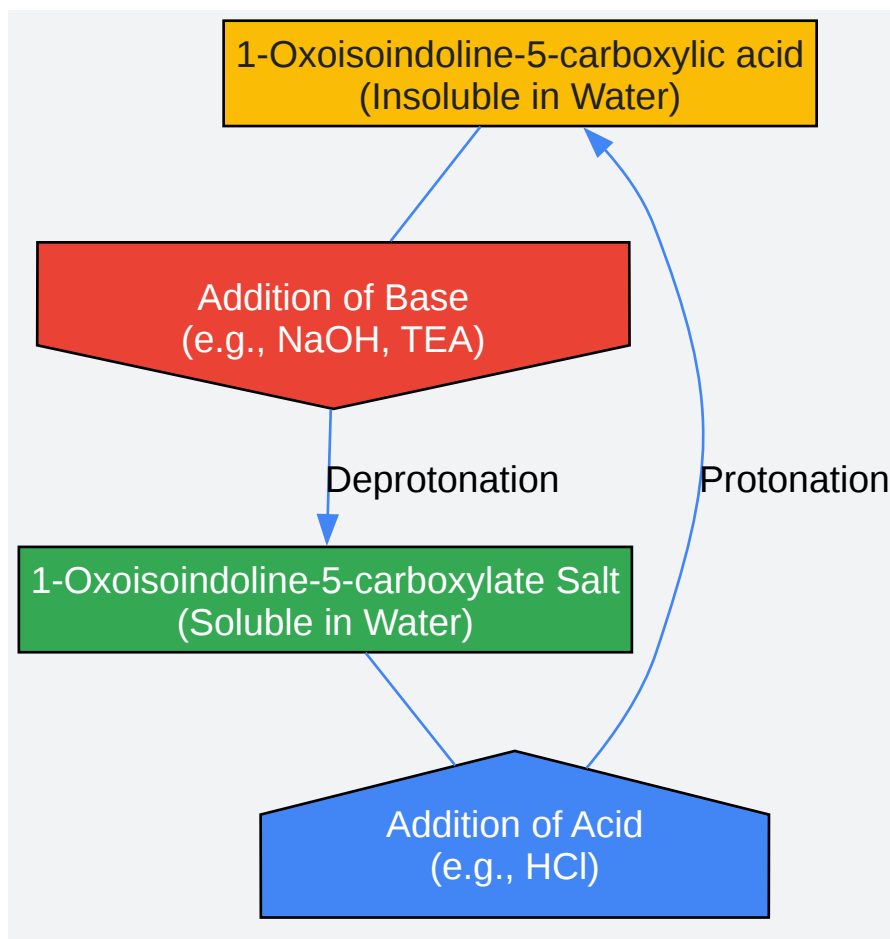 1-Oxoisoindoline-5-carboxylic acid
(Insoluble in Water)
Addition of Base
(e.g., NaOH, TEA)
Deprotonation
Protonation
1-Oxoisoindoline-5-carboxylate Salt
(Soluble in Water)
Addition of Acid
(e.g., HCl)